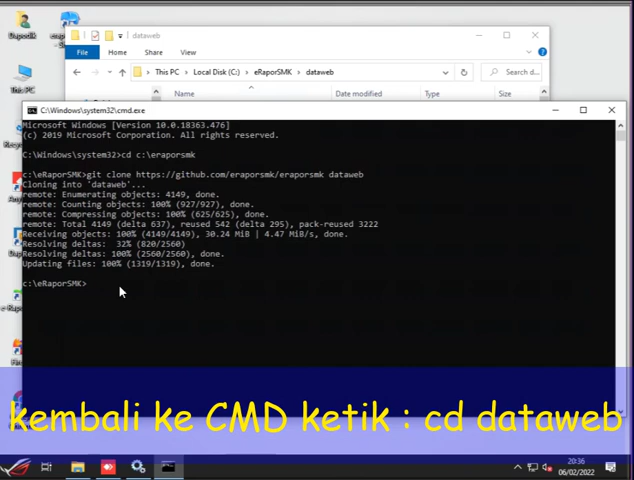 Dapodik
erap
- S
dataweb
File
Home
Share
View
This PC > Local Disk (C:) > eRaporSMK > dataweb
Search d...
This PC
Name
Date modified
Type
Size
C:\Windows\system32\cmd.exe
Microsoft Windows [Version 10.0.18363.476]
(c) 2019 Microsoft Corporation. All rights reserved.
C:\Windows\system32>cd c:\eraporsmk
c:\eRaporSMK>git clone https://github.com/eraporsmk/eraporsmk dataweb
Cloning into 'dataweb'...
remote: Enumerating objects: 4149, done.
remote: Counting objects: 100% (927/927), done.
remote: Compressing objects: 100% (625/625), done.
remote: Total 4149 (delta 637), reused 542 (delta 295), pack-reused 3222
Receiving objects: 100% (4149/4149), 30.24 MiB | 4.47 MiB/s, done.
Resolving deltas:  32% (820/2560)
Resolving deltas: 100% (2560/2560), done.
Updating files: 100% (1319/1319), done.
c:\eRaporSMK>
kembali ke CMD ketik : cd dataweb
20:36
06/02/2022